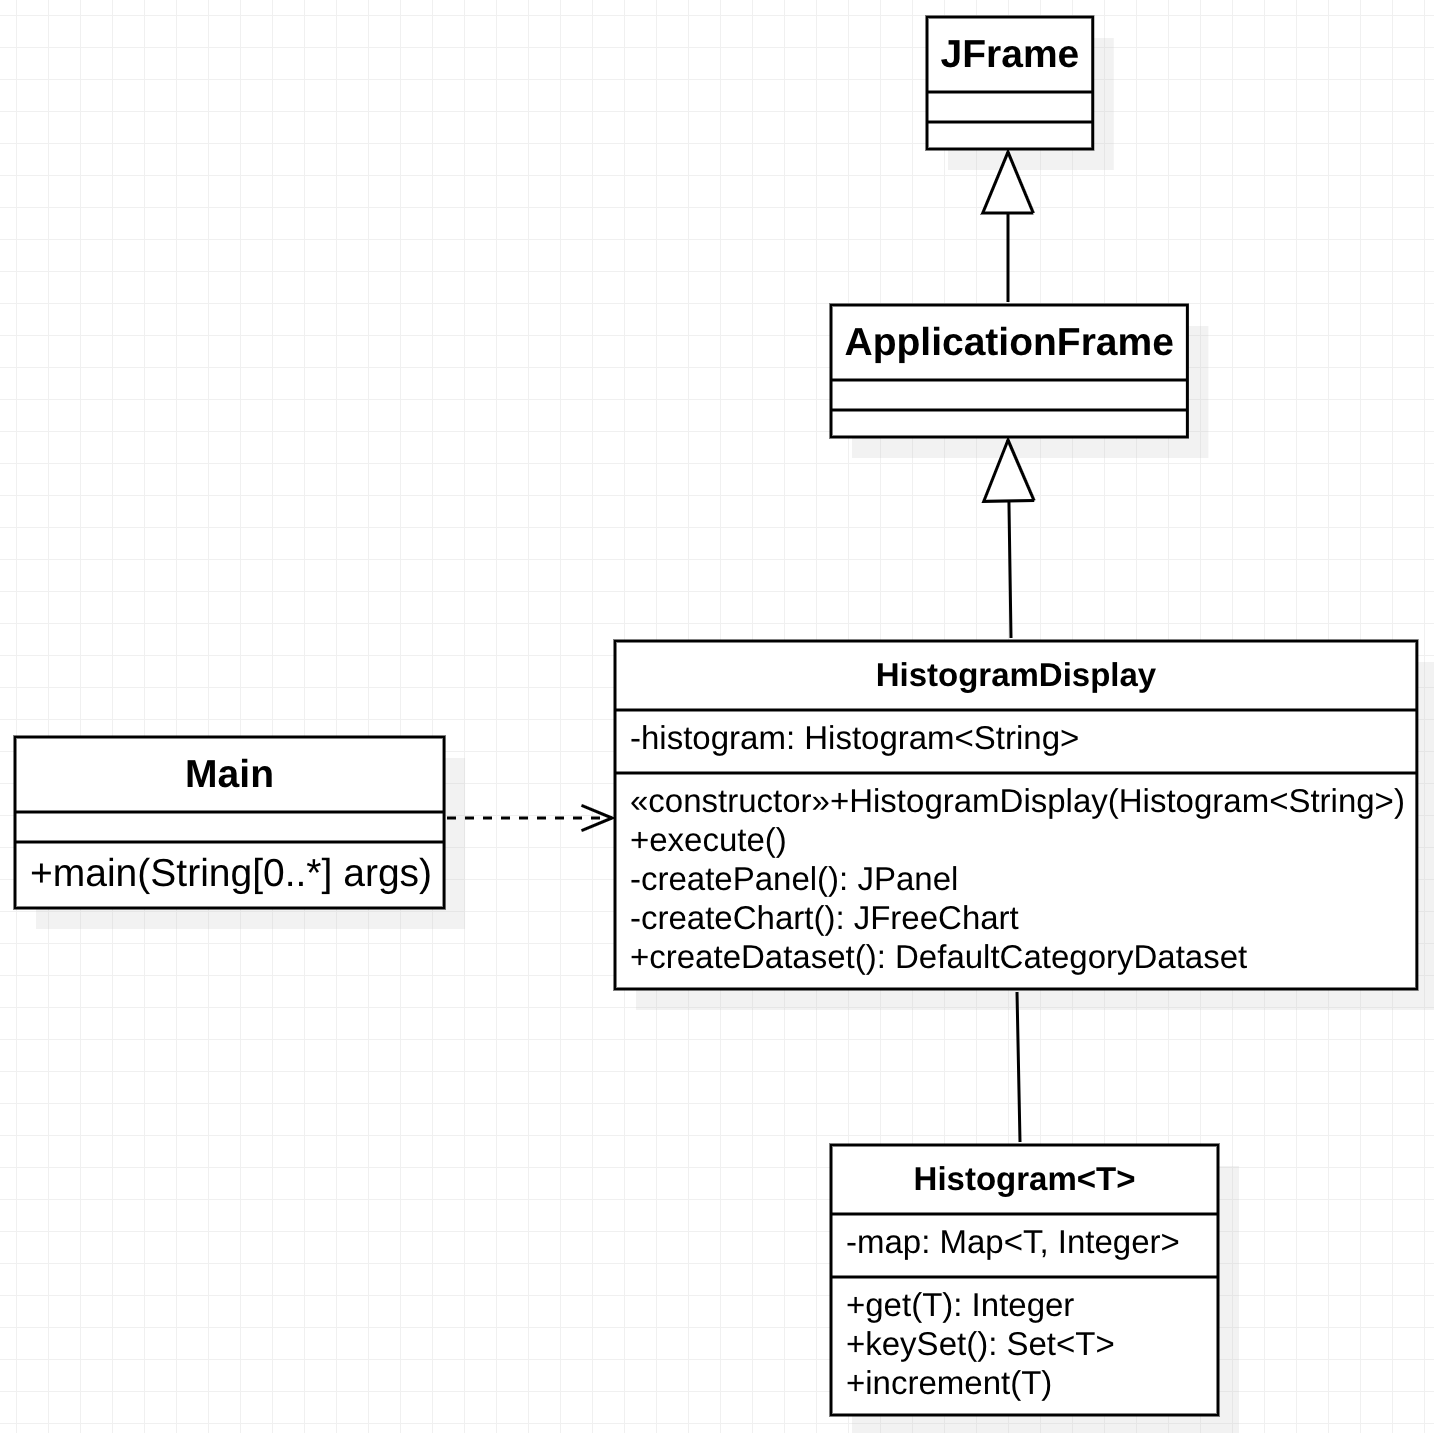 JFrame
ApplicationFrame
HistogramDisplay
-histogram: Histogram<String>
«constructor»+HistogramDisplay(Histogram<String>)
+execute()
-createPanel(): JPanel
-createChart(): JFreeChart
+createDataset(): DefaultCategoryDataset
Main
+main(String[0..*] args)
Histogram<T>
-map: Map<T, Integer>
+get(T): Integer
+keySet(): Set<T>
+increment(T)